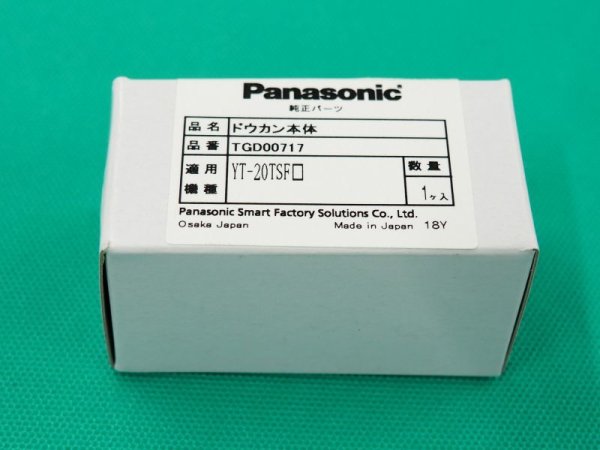 Panasonic
純正パーツ
品名 ドウカン本体
品番 TGD00717
適用機種 YT-20TSF□ 数量 1ヶ入
Panasonic Smart Factory Solutions Co., Ltd.
Osaka Japan Made in Japan 18Y